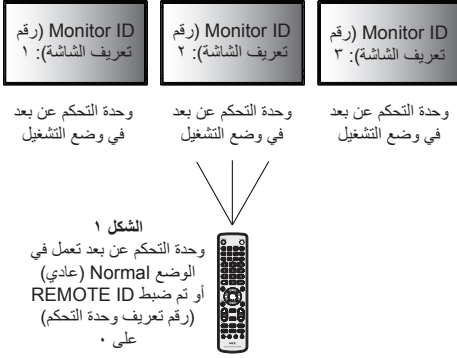 Monitor ID (رقم
تعريف الشاشة): ١
Monitor ID (رقم
تعريف الشاشة): ٢
Monitor ID (رقم
تعريف الشاشة): ٣
وحدة التحكم عن بعد
في وضع التشغيل
وحدة التحكم عن بعد
في وضع التشغيل
وحدة التحكم عن بعد
في وضع التشغيل
الشكل ١
وحدة التحكم عن بعد تعمل في
الوضع Normal (عادي)
أو تم ضبط REMOTE ID
(رقم تعريف وحدة التحكم)
على ٠
NEC